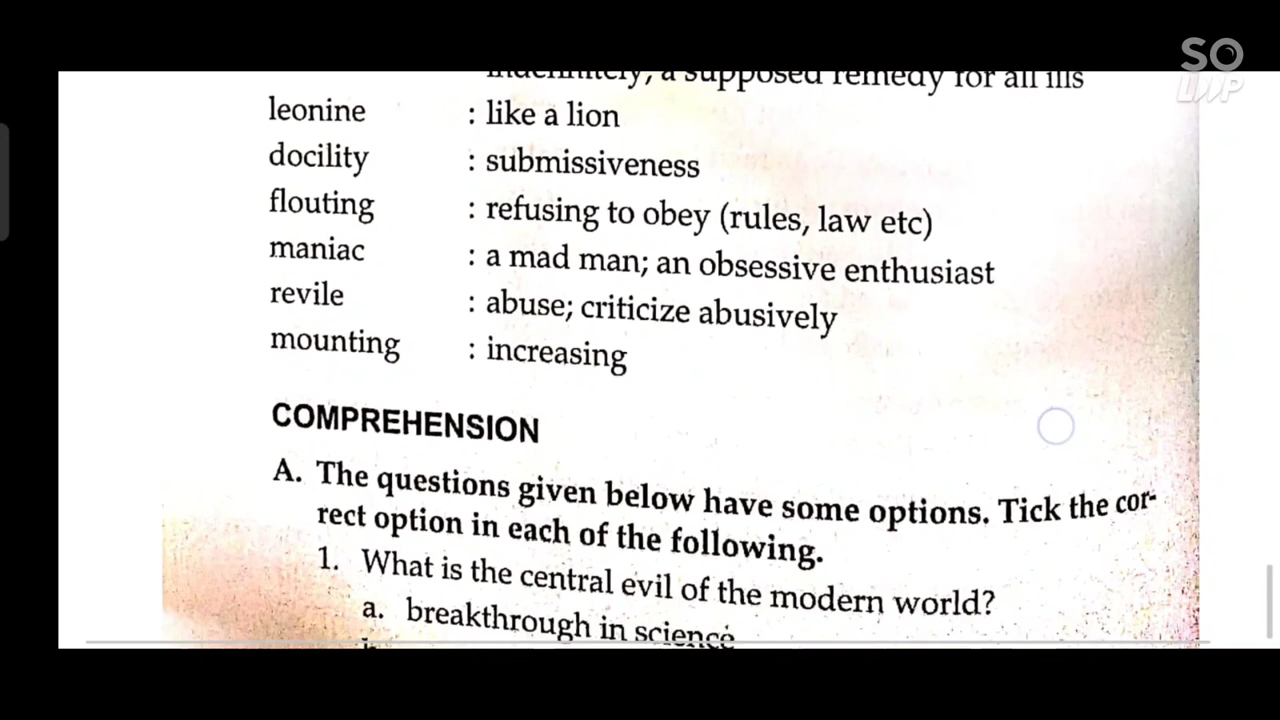 indefinitely; a supposed remedy for all ills
leonine : like a lion
docility : submissiveness
flouting : refusing to obey (rules, law etc)
maniac : a mad man; an obsessive enthusiast
revile : abuse; criticize abusively
mounting : increasing
COMPREHENSION
A. The questions given below have some options. Tick the cor-
rect option in each of the following.
1. What is the central evil of the modern world?
a. breakthrough in science
SO